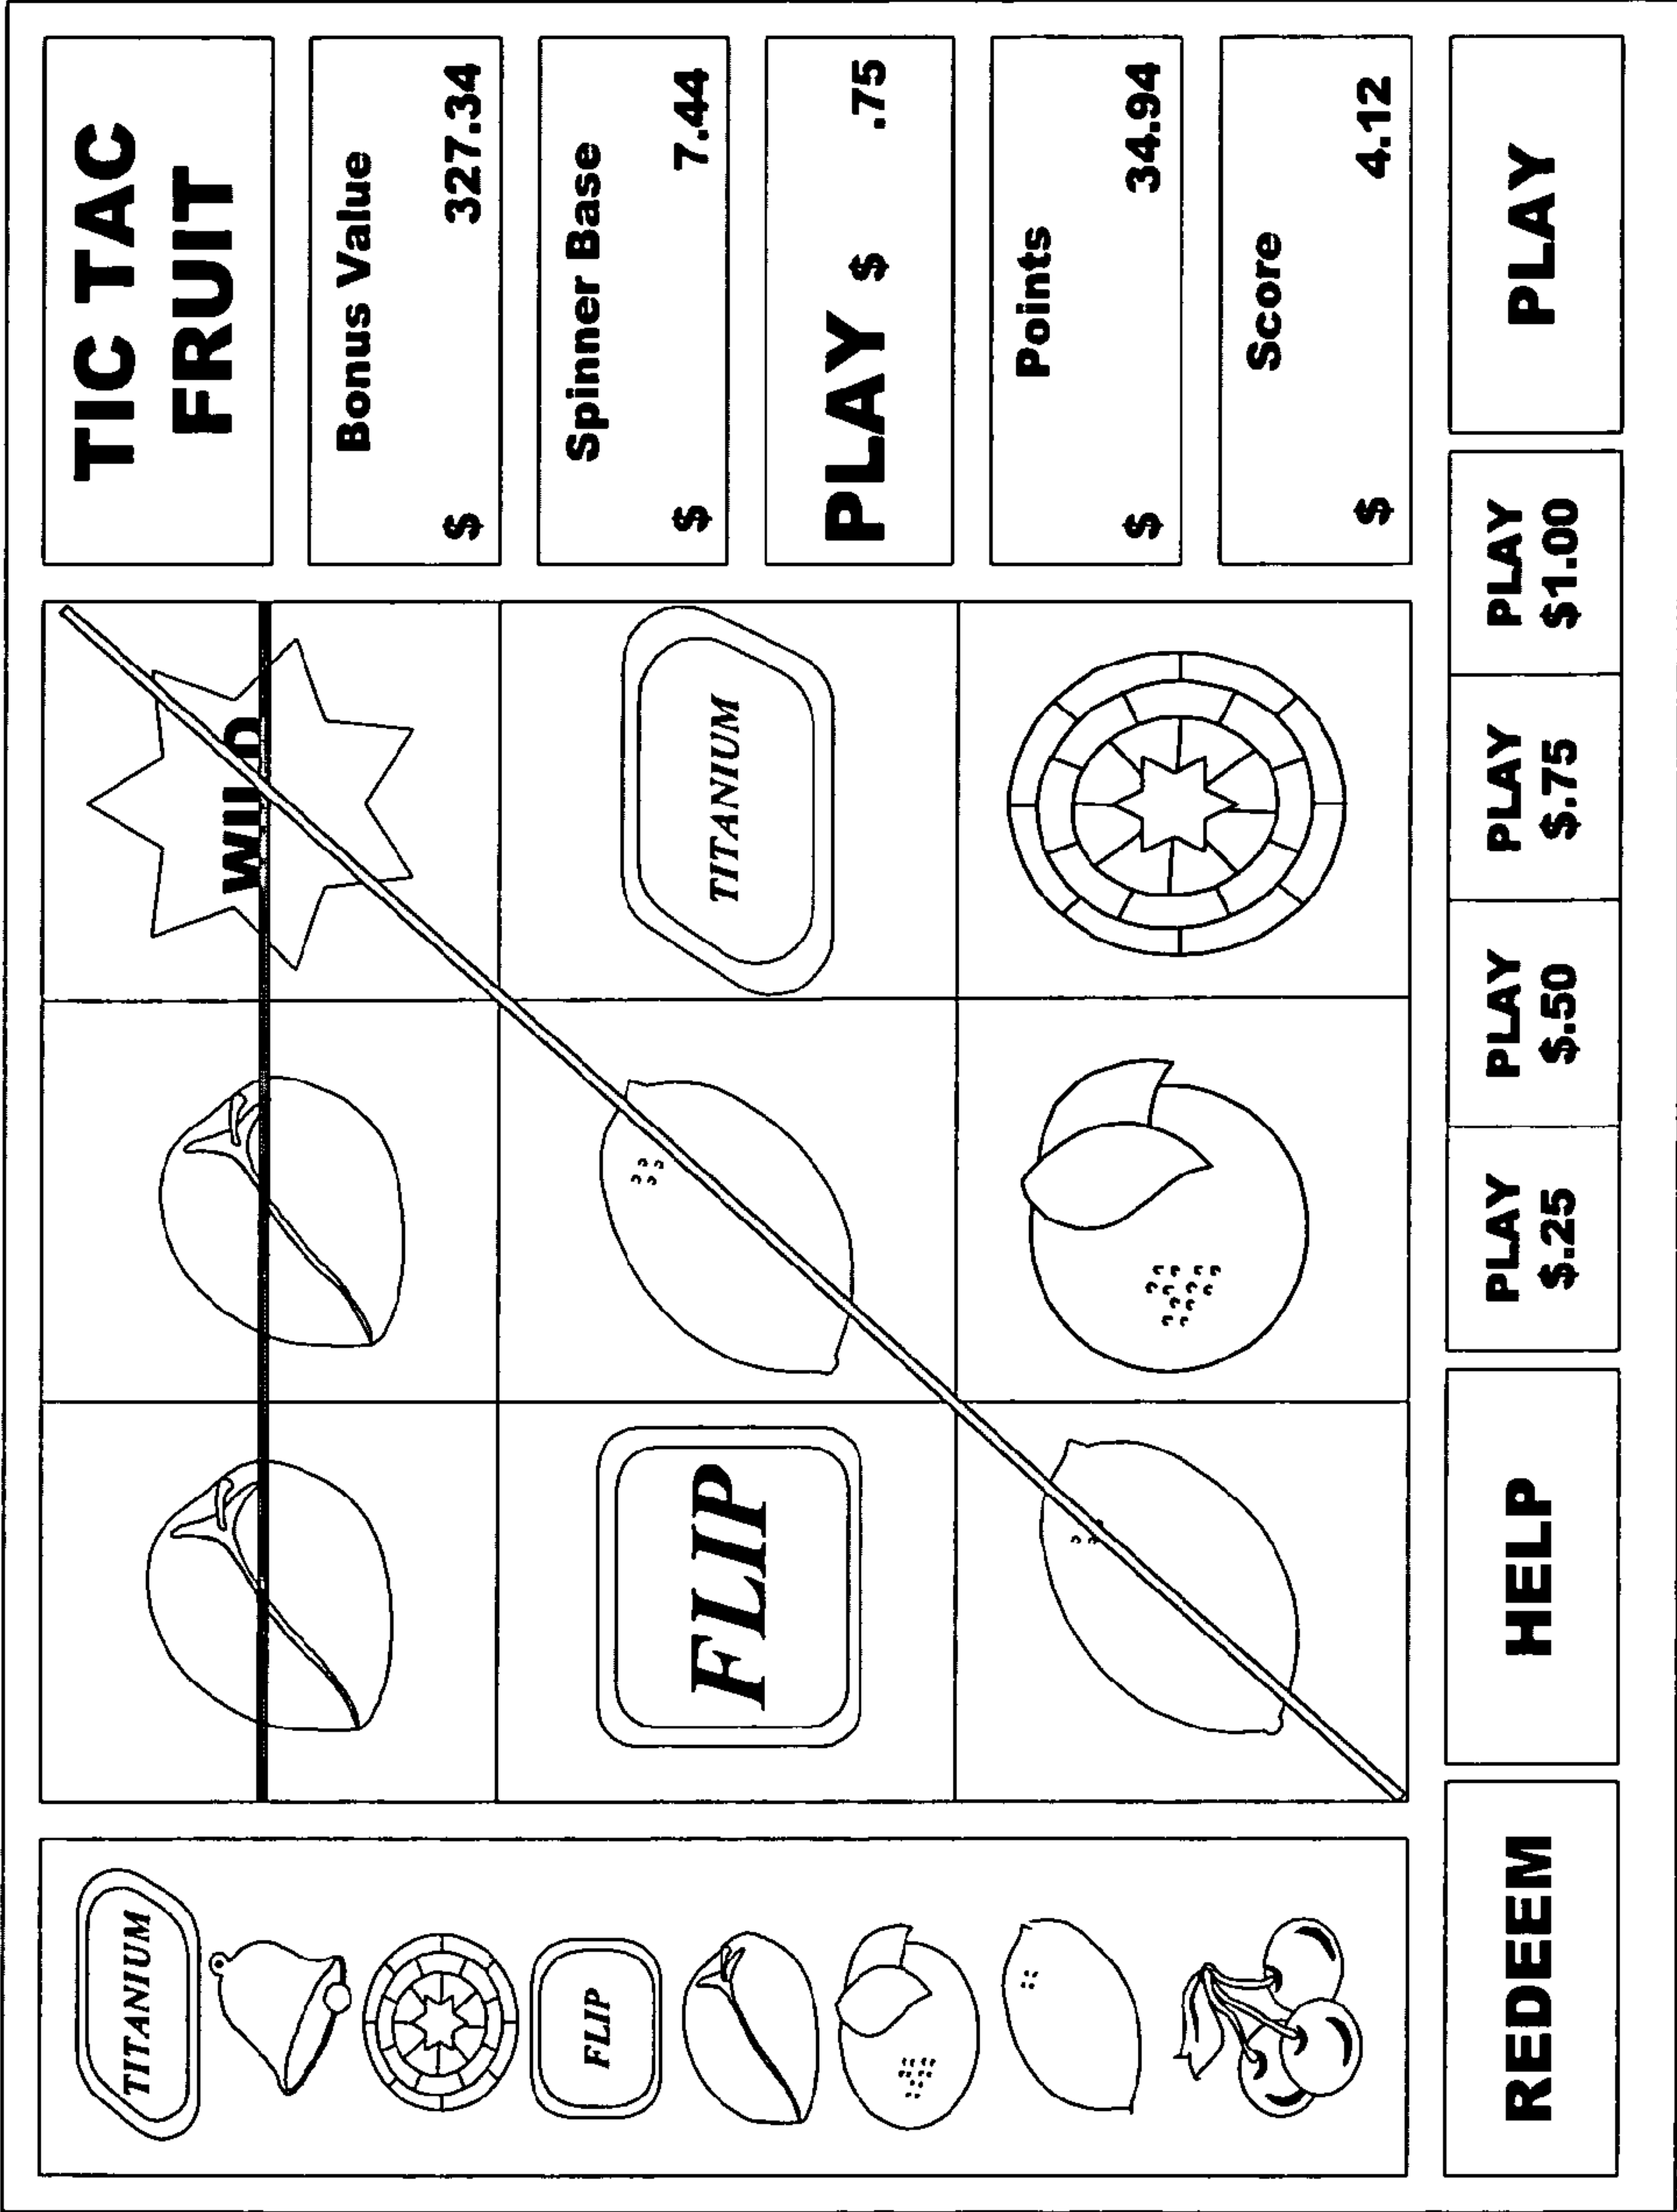 TITANIUM
FLIP
WILD
FLIP
TITANIUM
TIC TAC
FRUIT
Bonus Value
$ 327.34
Spinner Base
$ 7.44
PLAY $ .75
Points
$ 34.94
Score
$ 4.12
REDEEM
HELP
PLAY
$.25
PLAY
$.50
PLAY
$.75
PLAY
$1.00
PLAY